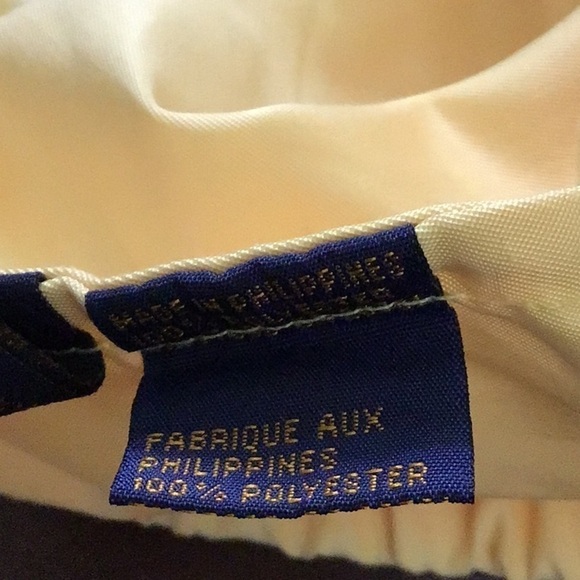 MADE IN PHILIPPINES
FABRIQUE AUX
PHILIPPINES
100% POLYESTER